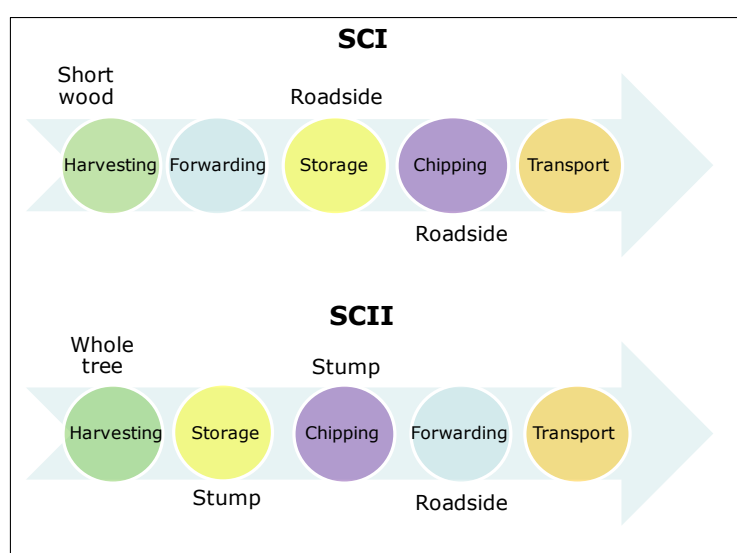 SCI
Short
wood
Roadside
Harvesting
Forwarding
Storage
Chipping
Transport
Roadside
SCII
Whole
tree
Stump
Harvesting
Storage
Chipping
Forwarding
Transport
Stump
Roadside